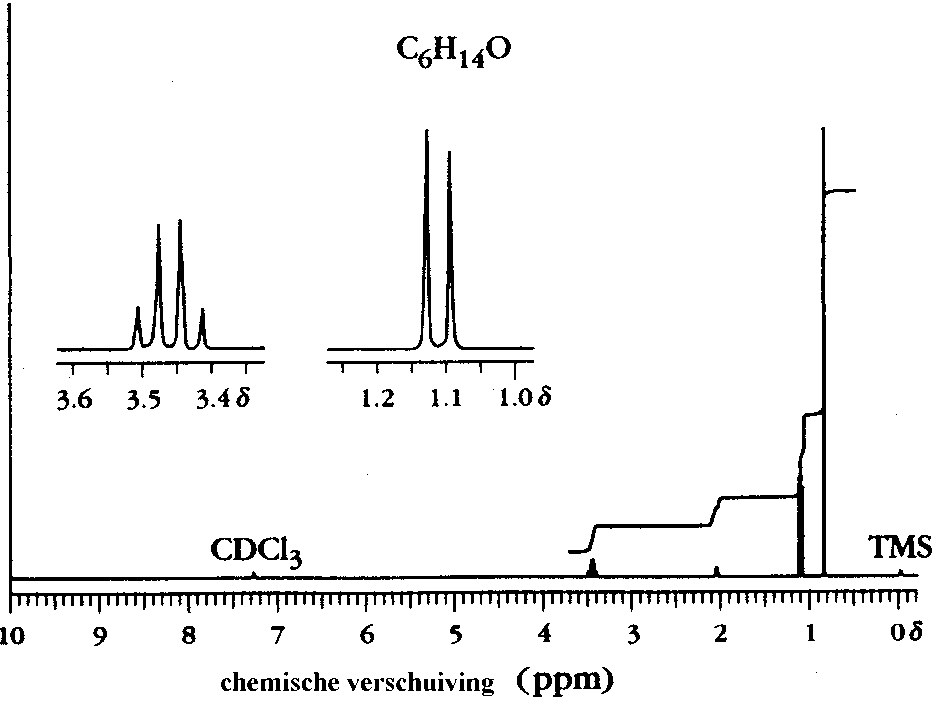 C₆H₁₄O
3.6 3.5 3.4 δ
1.2 1.1 1.0 δ
CDCl₃
TMS
10 9 8 7 6 5 4 3 2 1 0 δ
chemische verschuiving (ppm)